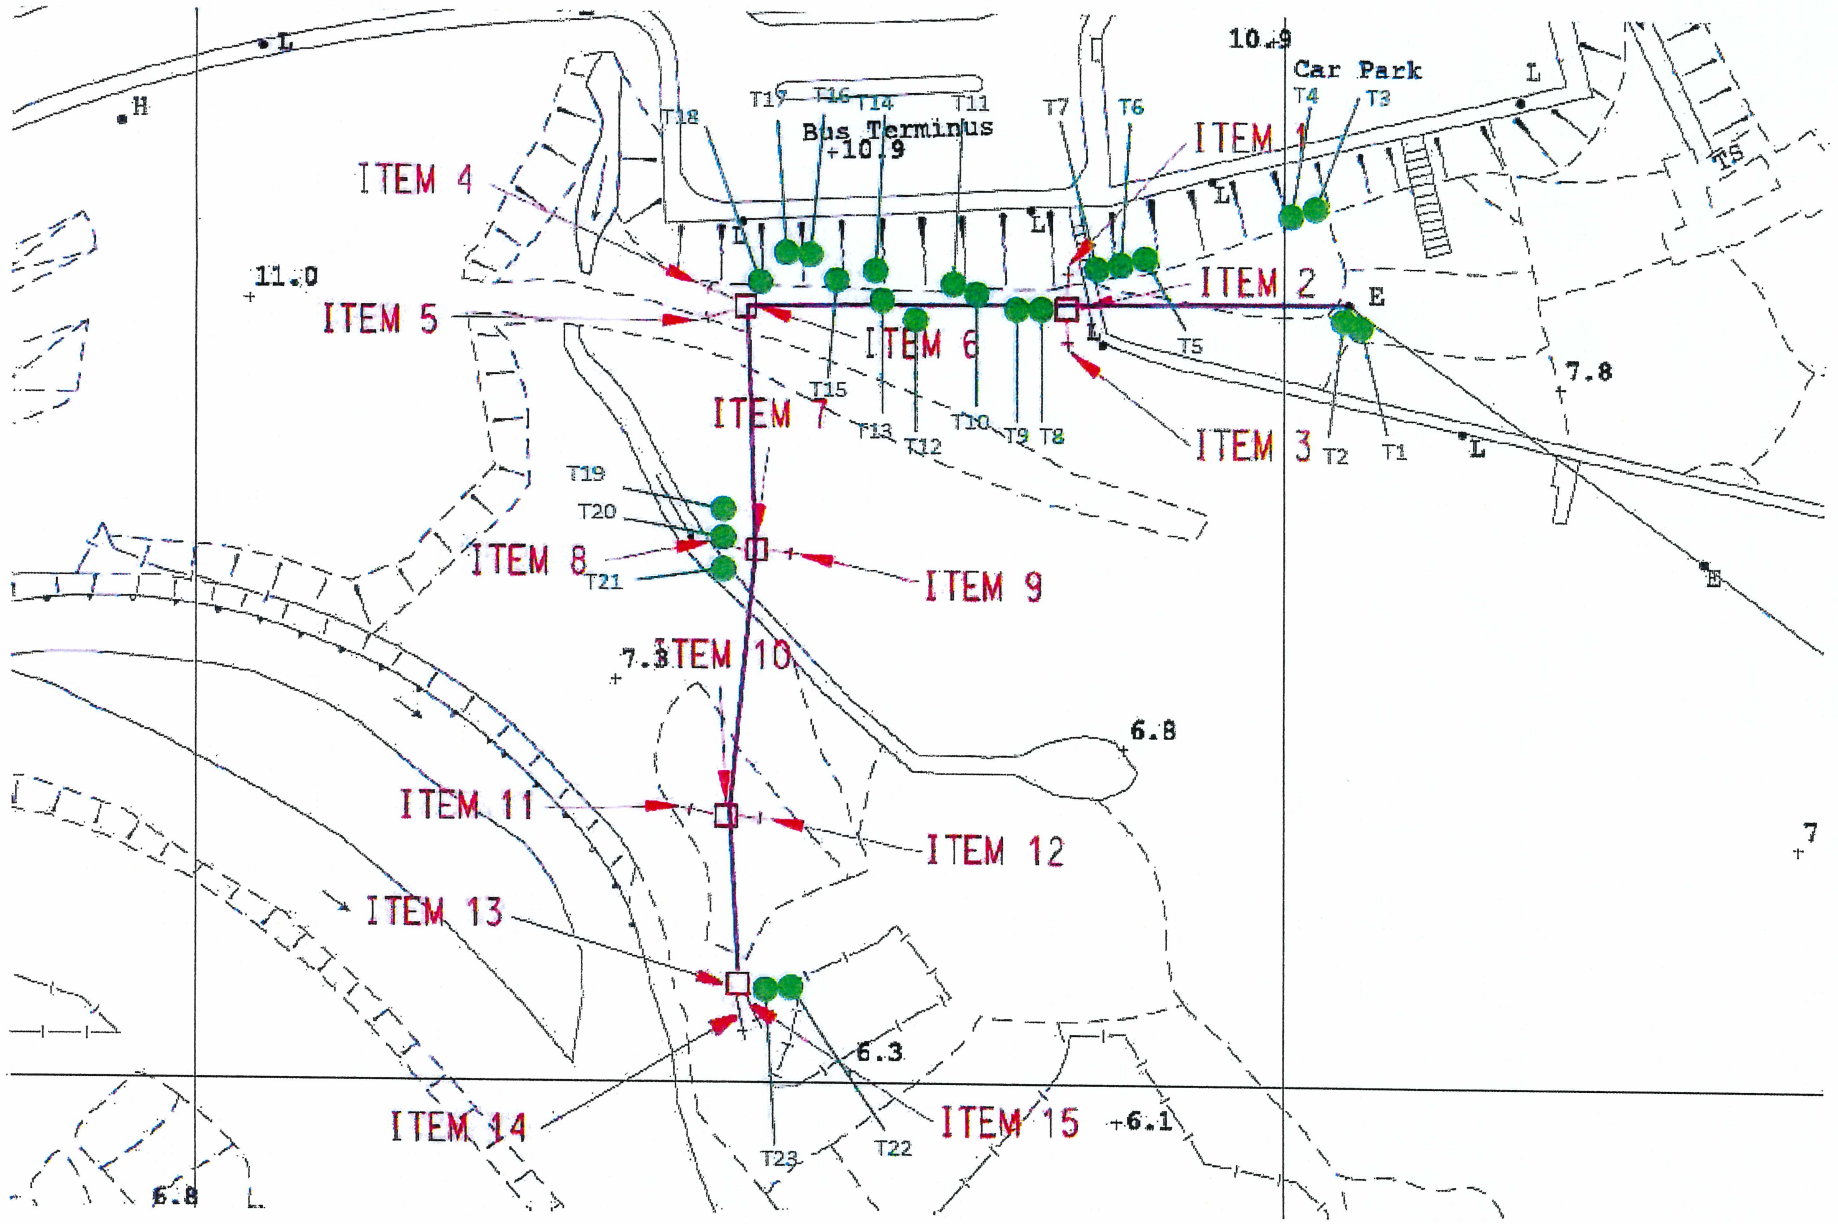 L
10.9
Car Park
L
H
T17
T16
T14
T11
T7
T6
T4
T3
T18
Bus Terminus
+10.9
ITEM 1
TS
ITEM 4
L
L
L
11.0
ITEM 2
E
ITEM 5
ITEM 6
L
T5
7.8
T15
ITEM 7
T13
T12
T10
T9
T8
ITEM 3
T2
T1
L
T19
T20
ITEM 8
T21
ITEM 9
E
7.3
ITEM 10
6.8
ITEM 11
ITEM 12
7
ITEM 13
6.3
ITEM 14
ITEM 15
+6.1
T23
T22
6.8